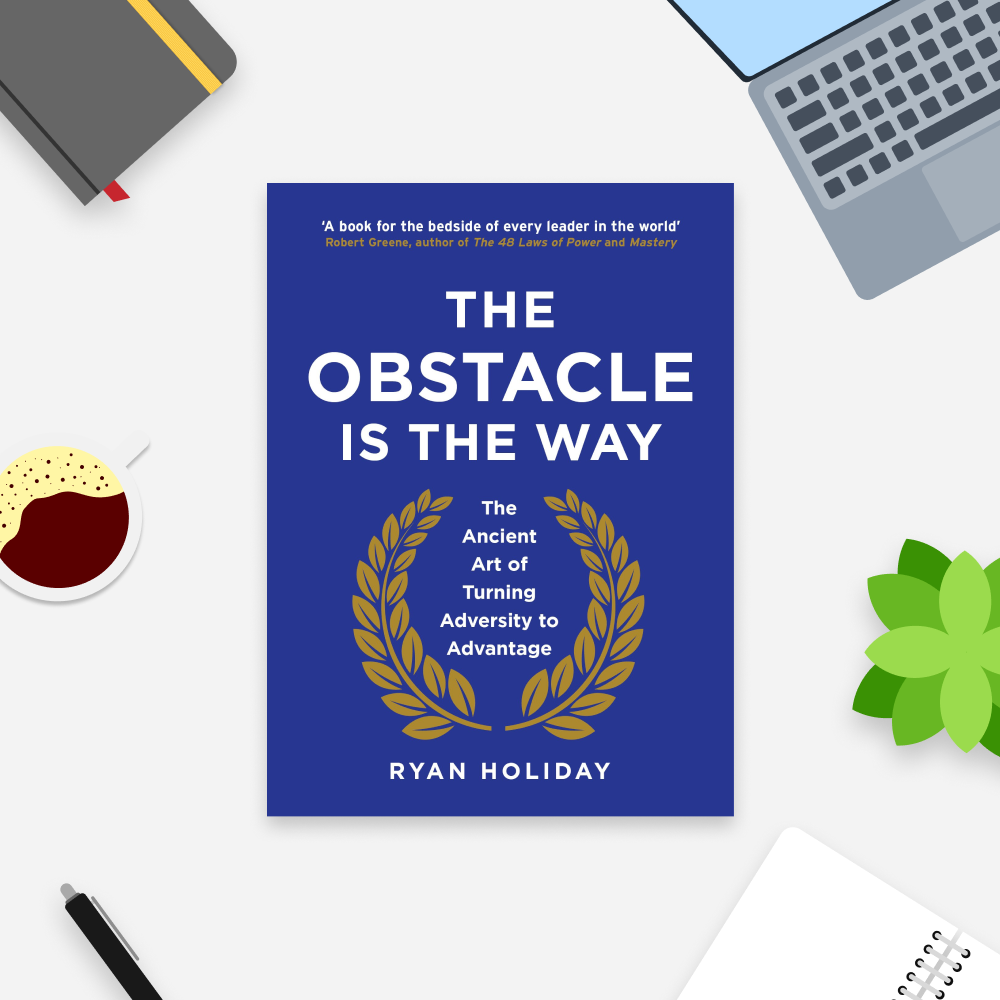 ‘A book for the bedside of every leader in the world’
Robert Greene, author of The 48 Laws of Power and Mastery
THE
OBSTACLE
IS THE WAY
The
Ancient
Art of
Turning
Adversity to
Advantage
RYAN HOLIDAY